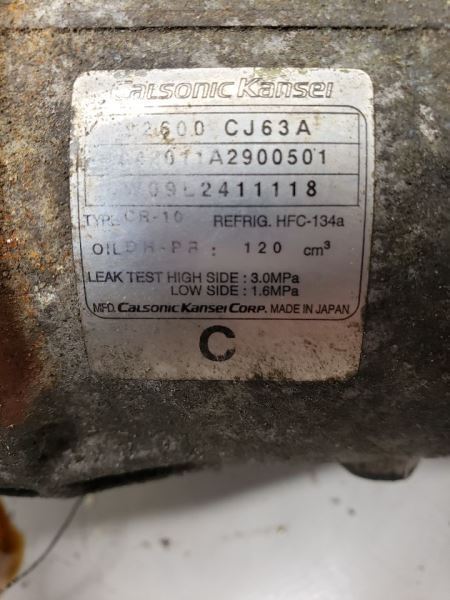 Calsonic Kansei
92600 CJ63A
011A2900501
W09L2411118
TYPE CR-10 REFRIG. HFC-134a
OIL DH-PR : 120 cm³
LEAK TEST HIGH SIDE : 3.0MPa
LOW SIDE : 1.6MPa
MFD. CALSONIC KANSEI CORP. MADE IN JAPAN
C